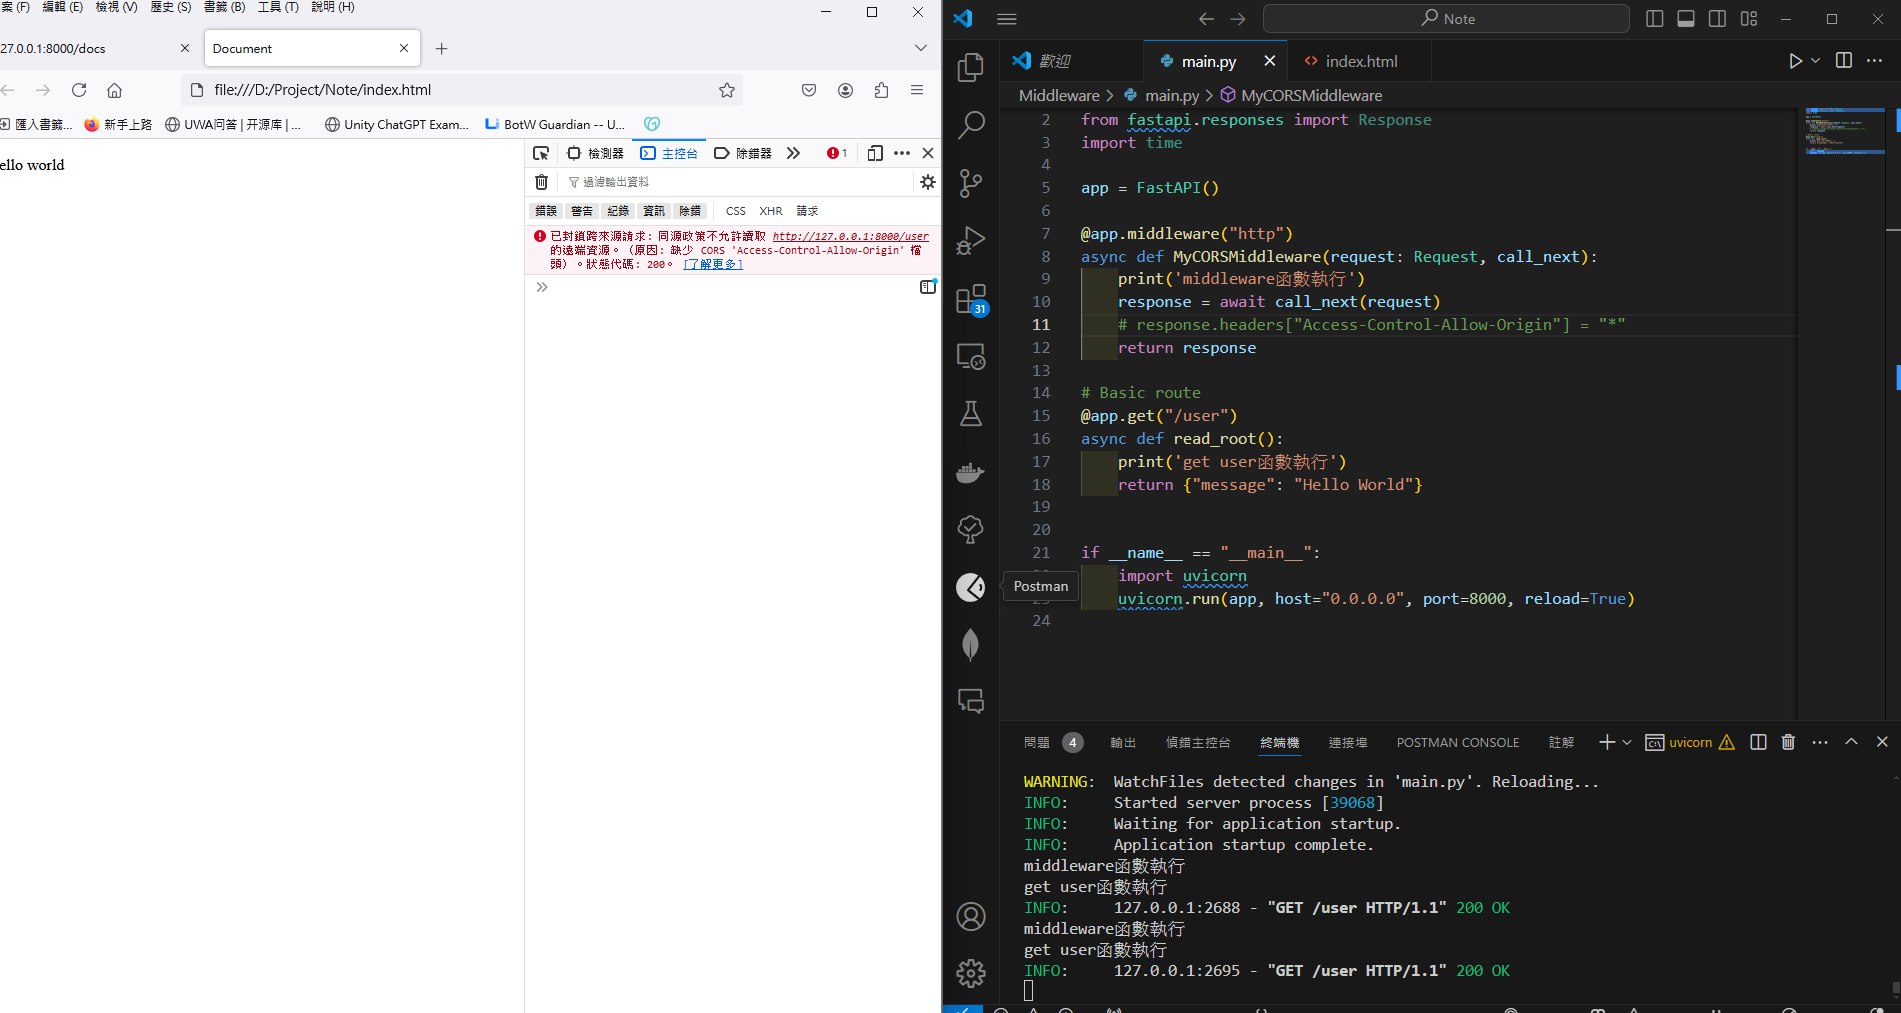 案 (F) 編輯 (E) 檢視 (V) 歷史 (S) 書籤 (B) 工具 (T) 說明 (H)
27.0.0.1:8000/docs
Document
file:///D:/Project/Note/index.html
匯入書籤... 新手上路 UWA问答 | 开源库 | ... Unity ChatGPT Exam... BotW Guardian -- U...
ello world
檢測器 主控台 除錯器 1
過濾輸出資料
錯誤 警告 紀錄 資訊 除錯 CSS XHR 請求
已封鎖跨來源請求: 同源政策不允許讀取 http://127.0.0.1:8000/user
的遠端資源。（原因: 缺少 CORS 'Access-Control-Allow-Origin' 檔
頭）。狀態代碼: 200。 [了解更多]
Note
歡迎 main.py index.html
Middleware > main.py > MyCORSMiddleware
2 from fastapi.responses import Response
3 import time
4
5 app = FastAPI()
6
7 @app.middleware("http")
8 async def MyCORSMiddleware(request: Request, call_next):
9 print('middleware函數執行')
10 response = await call_next(request)
11 # response.headers["Access-Control-Allow-Origin"] = "*"
12 return response
13
14 # Basic route
15 @app.get("/user")
16 async def read_root():
17 print('get user函數執行')
18 return {"message": "Hello World"}
19
20
21 if __name__ == "__main__":
import uvicorn
uvicorn.run(app, host="0.0.0.0", port=8000, reload=True)
24
31
Postman
問題 4 輸出 偵錯主控台 終端機 連接埠 POSTMAN CONSOLE 註解 uvicorn
WARNING: WatchFiles detected changes in 'main.py'. Reloading...
INFO: Started server process [39068]
INFO: Waiting for application startup.
INFO: Application startup complete.
middleware函數執行
get user函數執行
INFO: 127.0.0.1:2688 - "GET /user HTTP/1.1" 200 OK
middleware函數執行
get user函數執行
INFO: 127.0.0.1:2695 - "GET /user HTTP/1.1" 200 OK